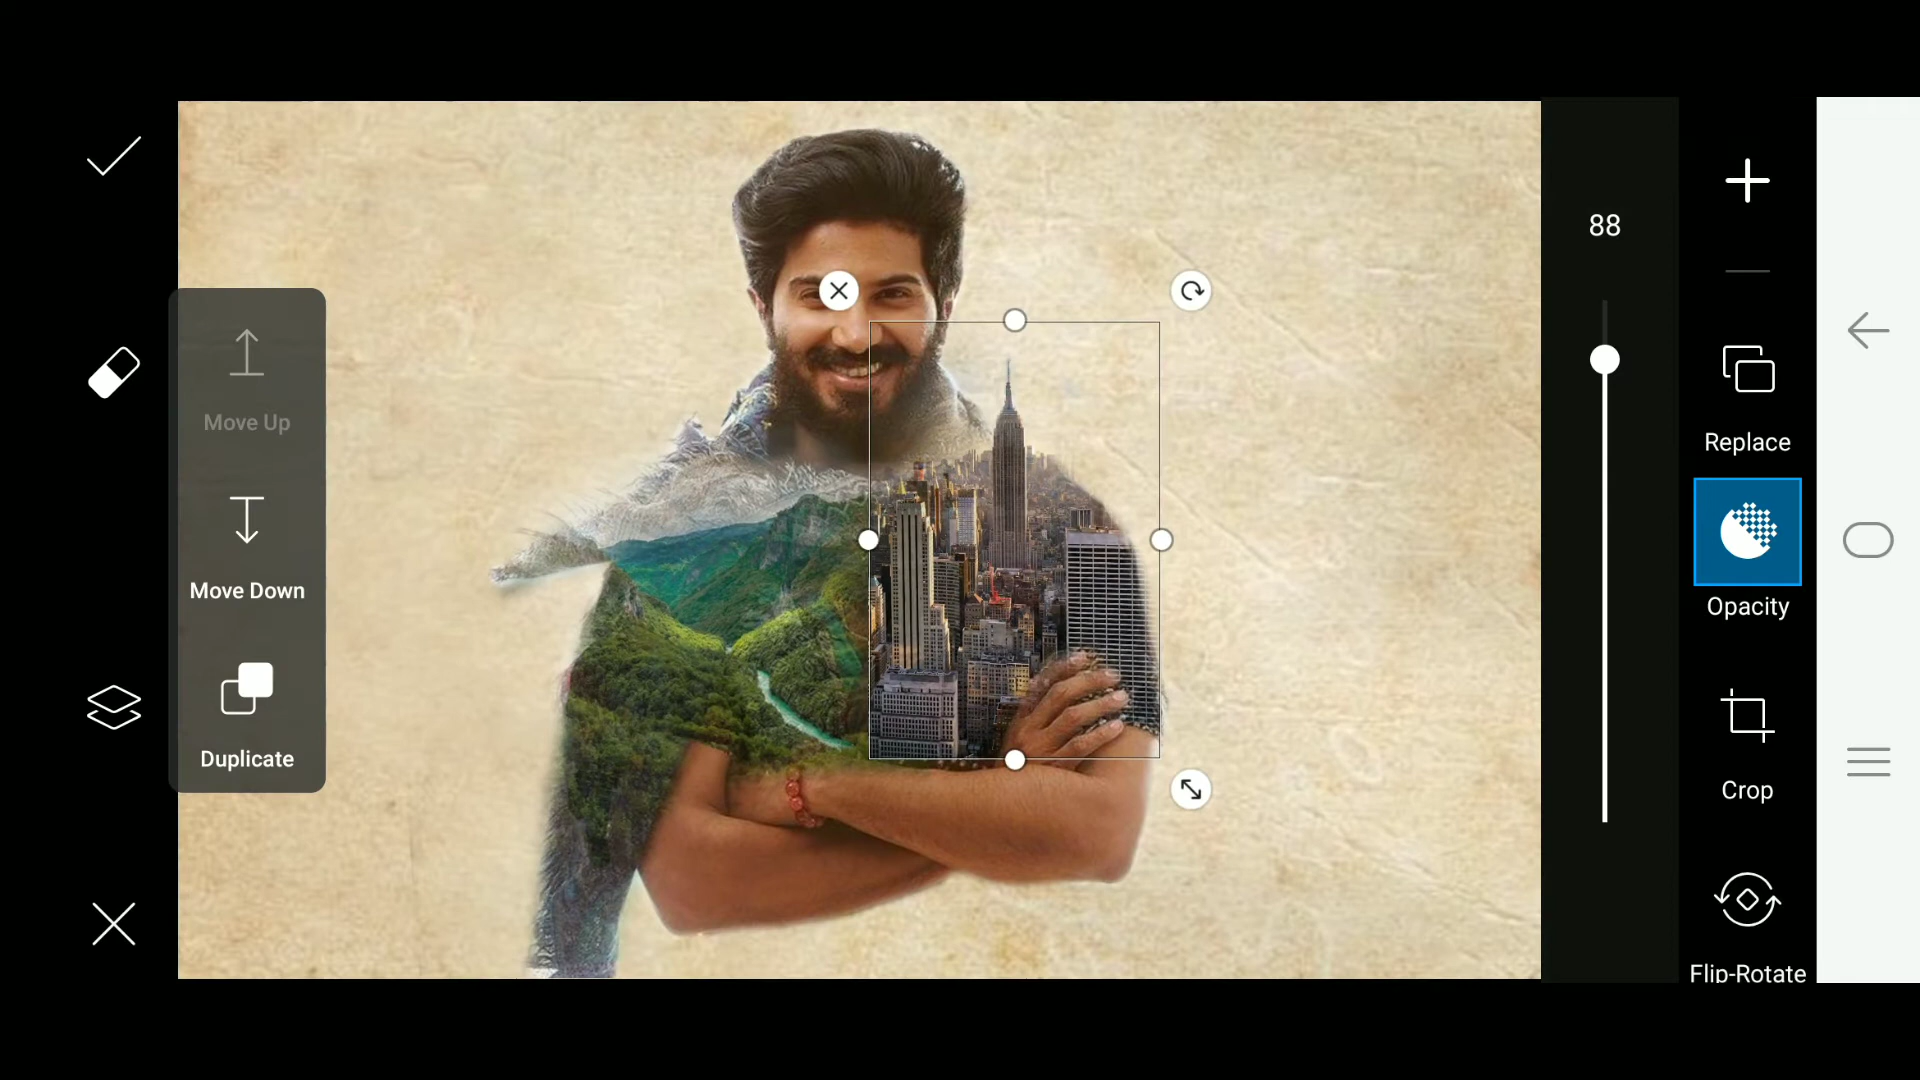 Move Up
Move Down
Duplicate
88
Replace
Opacity
Crop
Flip-Rotate